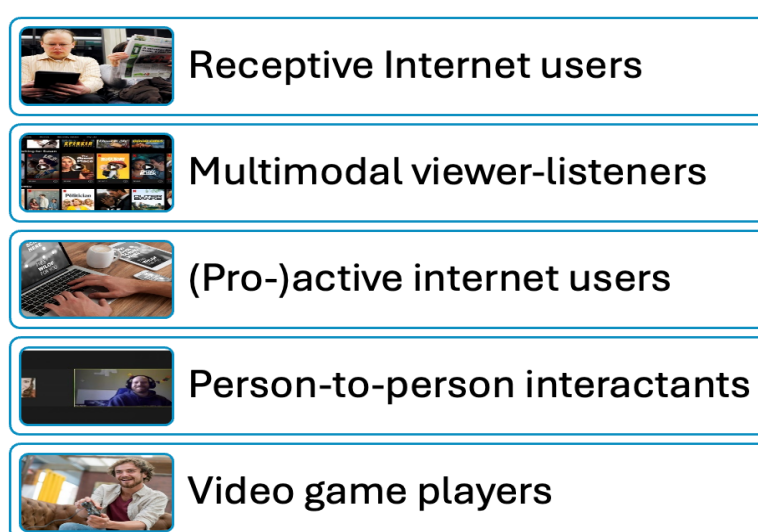 Receptive Internet users
Multimodal viewer-listeners
(Pro-)active internet users
Person-to-person interactants
Video game players